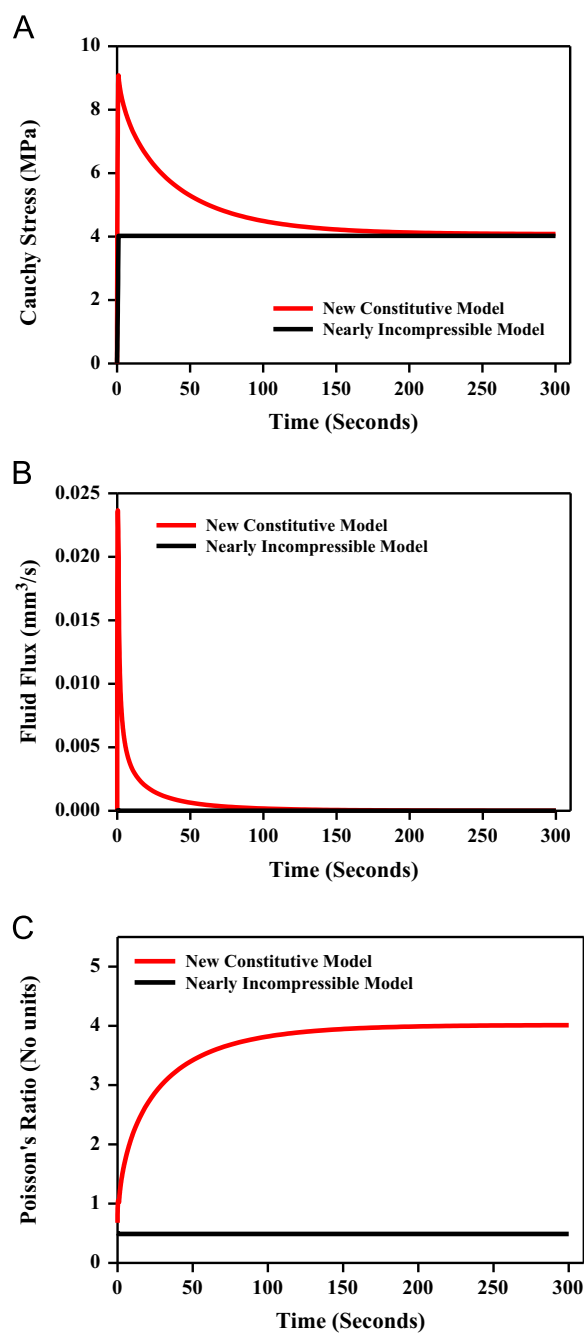 A
Cauchy Stress (MPa)
10
8
6
4
2
0
New Constitutive Model
Nearly Incompressible Model
0 50 100 150 200 250 300
Time (Seconds)
B
Fluid Flux (mm³/s)
0.025
0.020
0.015
0.010
0.005
0.000
New Constitutive Model
Nearly Incompressible Model
0 50 100 150 200 250 300
Time (Seconds)
C
Poisson's Ratio (No units)
5
4
3
2
1
0
New Constitutive Model
Nearly Incompressible Model
0 50 100 150 200 250 300
Time (Seconds)